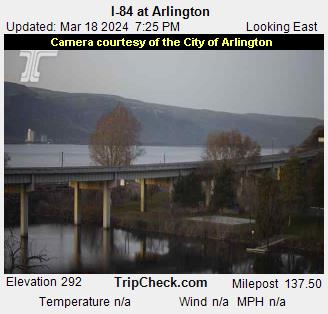 I-84 at Arlington
Updated: Mar 18 2024 7:25 PM Looking East
Camera courtesy of the City of Arlington
Elevation 292 TripCheck.com Milepost 137.50
Temperature n/a Wind n/a MPH n/a